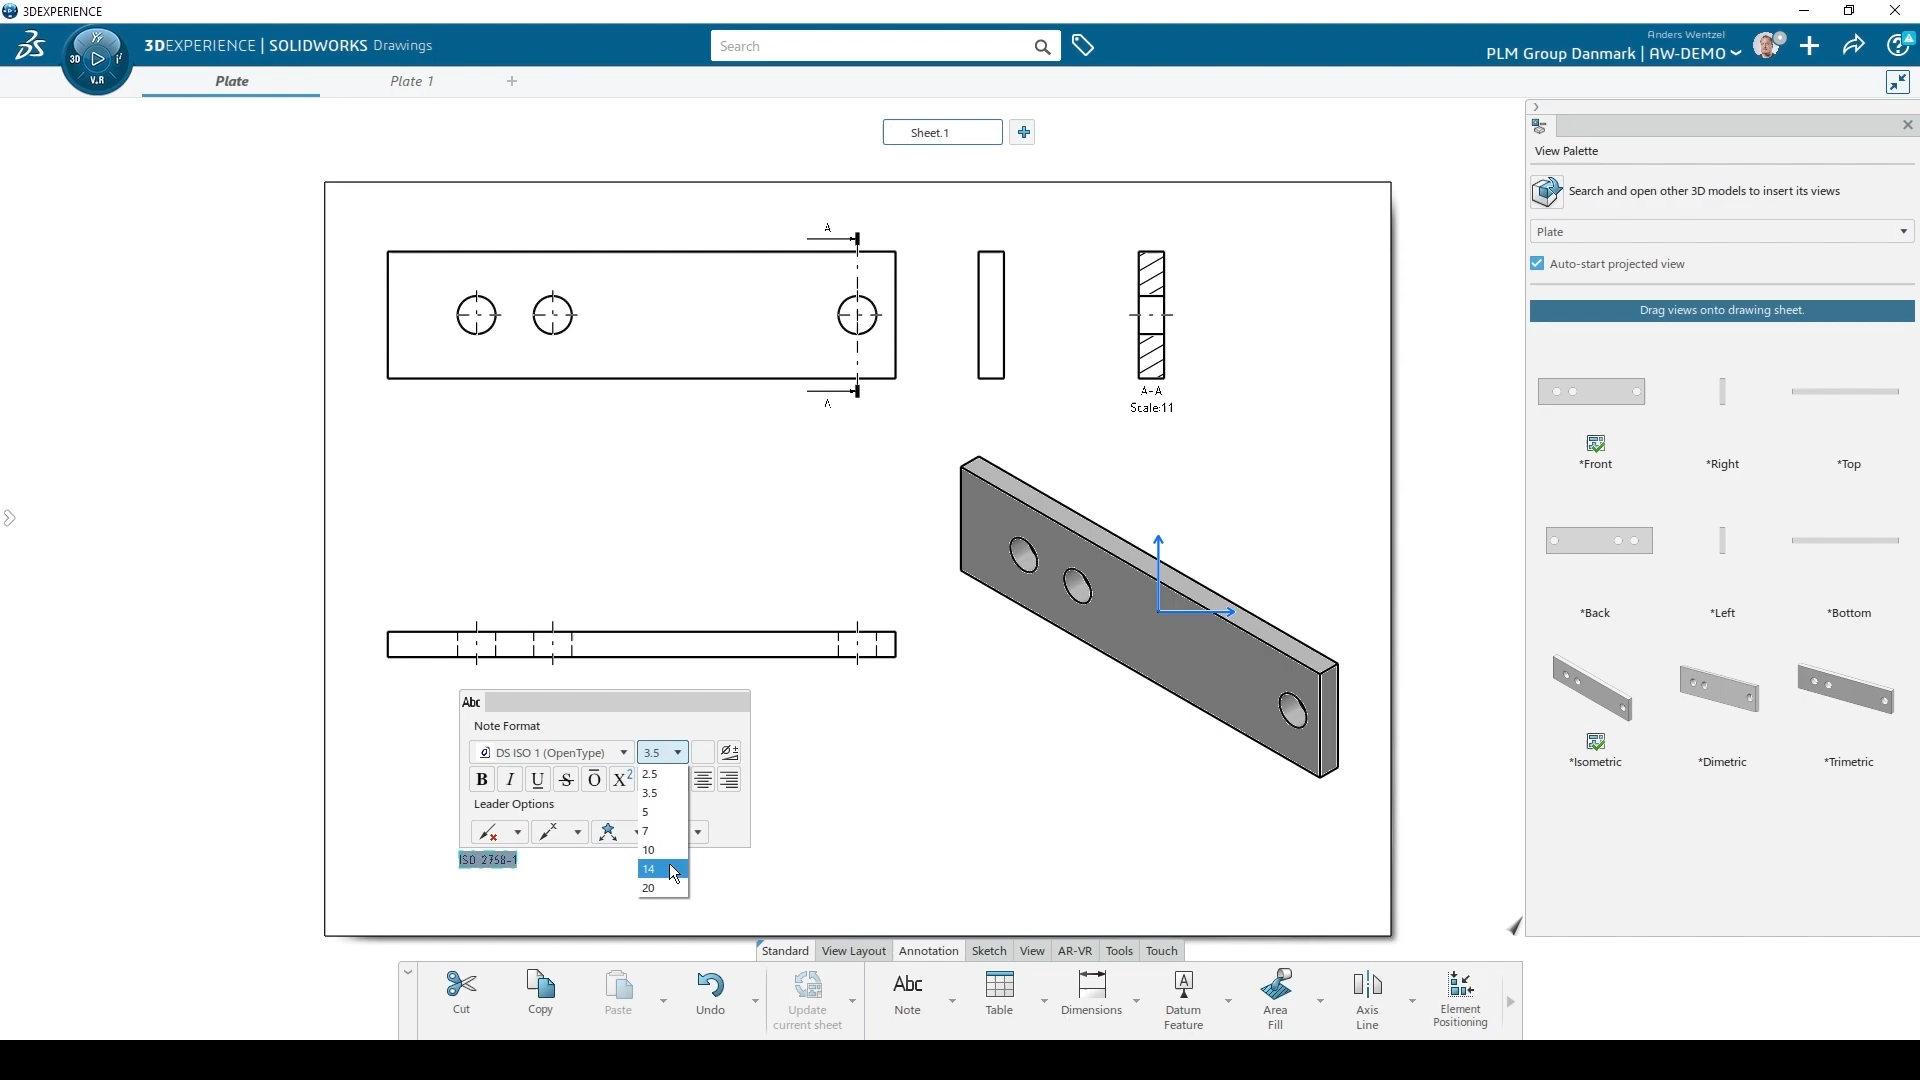 3DEXPERIENCE
3DEXPERIENCE | SOLIDWORKS Drawings
3D
V.R
Search
Anders Wentzel
PLM Group Danmark | AW-DEMO
Plate
Plate 1
Sheet.1
View Palette
Search and open other 3D models to insert its views
Plate
Auto-start projected view
Drag views onto drawing sheet.
*Front
*Right
*Top
*Back
*Left
*Bottom
*Isometric
*Dimetric
*Trimetric
A
A
A-A
Scale:11
Abc
Note Format
DS ISO 1 (OpenType)
3.5
B I U S O X2
2.5
3.5
5
7
10
14
20
Leader Options
ISO 2768-1
Standard
View Layout
Annotation
Sketch
View
AR-VR
Tools
Touch
Cut
Copy
Paste
Undo
Update
current sheet
Abc
Note
Table
Dimensions
A
Datum
Feature
Area
Fill
Axis
Line
Element
Positioning